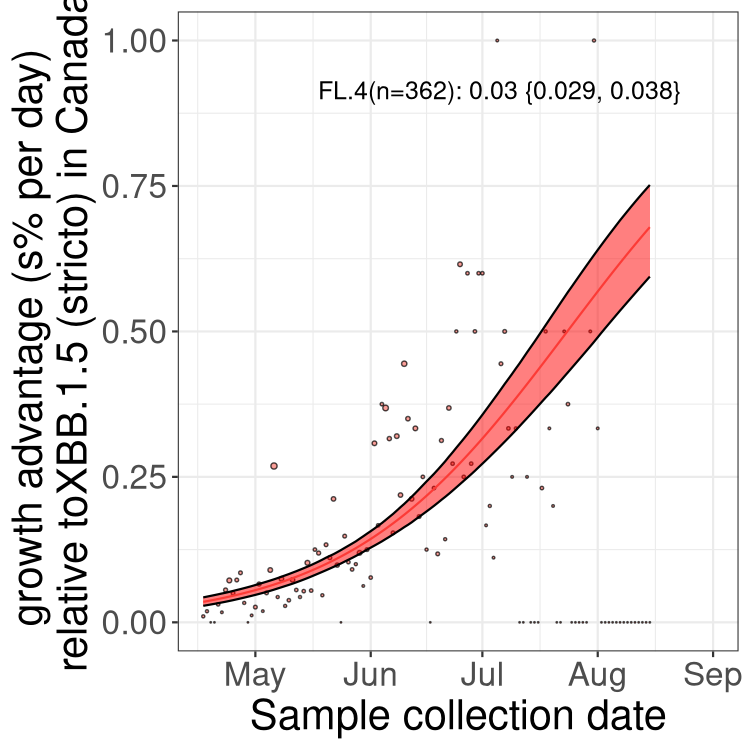 growth advantage (s% per day)
relative toXBB.1.5 (stricto) in Canada
1.00
0.75
0.50
0.25
0.00
FL.4(n=362): 0.03 {0.029, 0.038}
May Jun Jul Aug Sep
Sample collection date